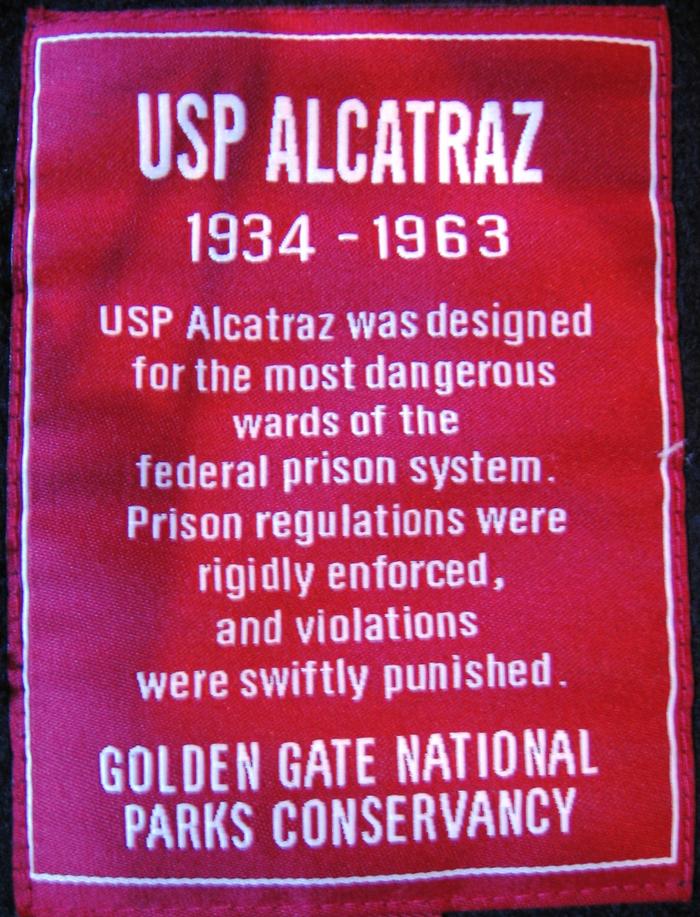 USP ALCATRAZ
1934 - 1963
USP Alcatraz was designed
for the most dangerous
wards of the
federal prison system.
Prison regulations were
rigidly enforced,
and violations
were swiftly punished.
GOLDEN GATE NATIONAL
PARKS CONSERVANCY